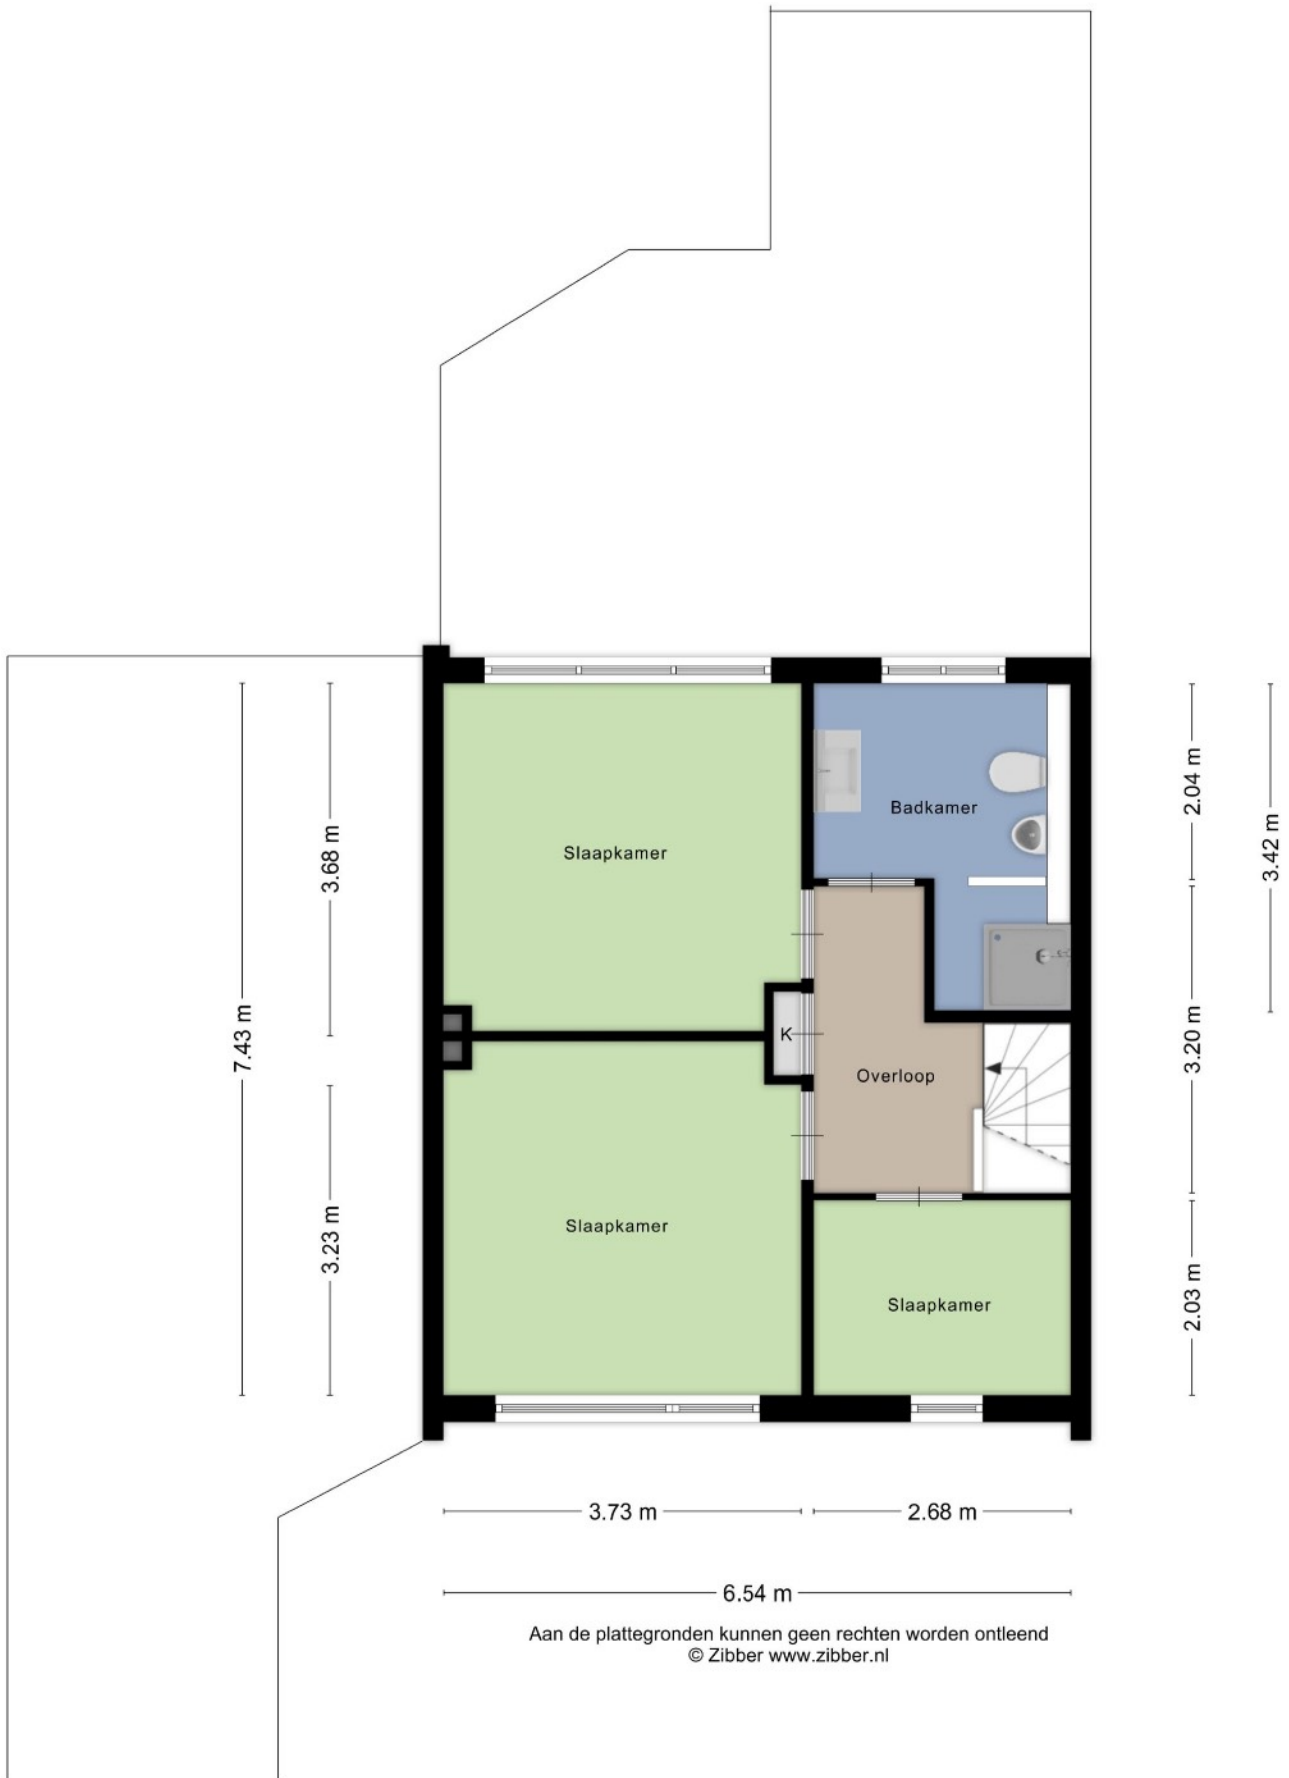 Slaapkamer
Badkamer
K
Overloop
Slaapkamer
Slaapkamer
7.43 m
3.68 m
3.23 m
2.04 m
3.42 m
3.20 m
2.03 m
3.73 m
2.68 m
6.54 m
Aan de plattegronden kunnen geen rechten worden ontleend
© Zibber www.zibber.nl